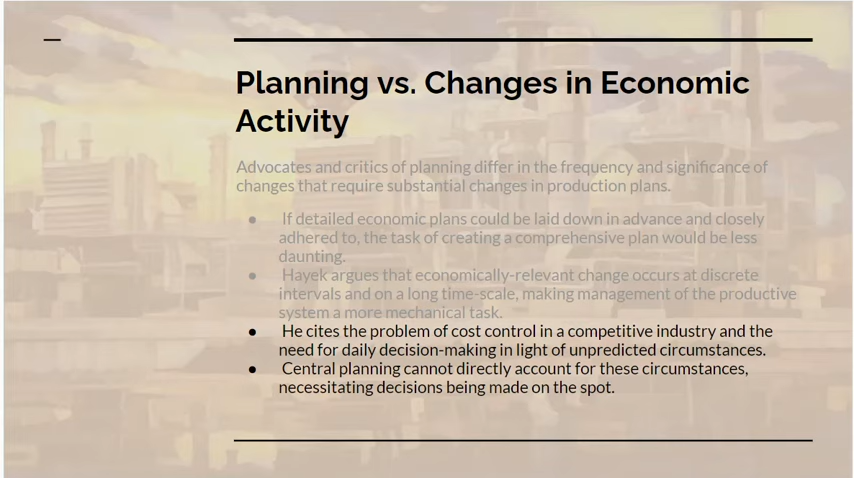 Planning vs. Changes in Economic
Activity
Advocates and critics of planning differ in the frequency and significance of
changes that require substantial changes in production plans.
● If detailed economic plans could be laid down in advance and closely
adhered to, the task of creating a comprehensive plan would be less
daunting.
● Hayek argues that economically-relevant change occurs at discrete
intervals and on a long time-scale, making management of the productive
system a more mechanical task.
● He cites the problem of cost control in a competitive industry and the
need for daily decision-making in light of unpredicted circumstances.
● Central planning cannot directly account for these circumstances,
necessitating decisions being made on the spot.